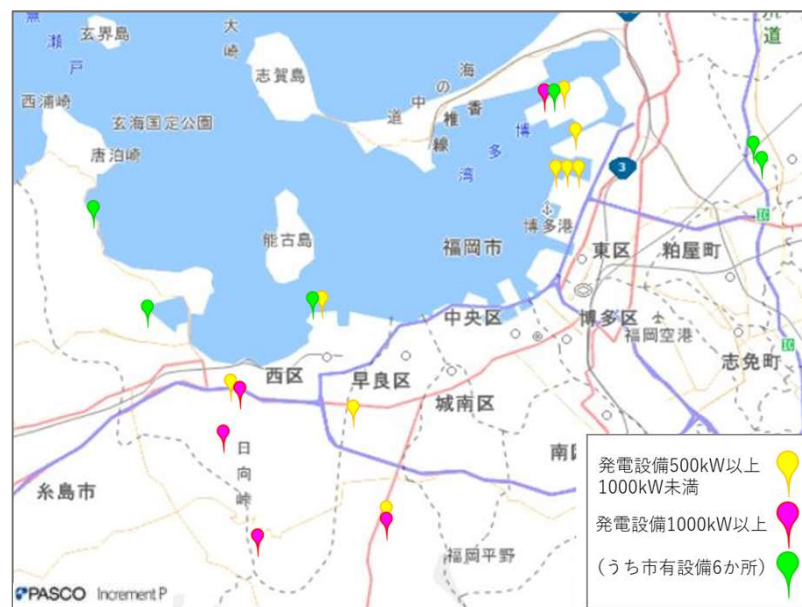 無
瀬
戸
玄界島
大
崎
志賀島
西浦崎
玄海国定公園
唐泊崎
海
の
中
道
香
椎
線
博
多
湾
3
道
能古島
福岡市
博多港
東区
粕屋町
IC
中央区
博多区
福岡空港
IC
志免町
西区
早良区
城南区
日
向
峠
糸島市
福岡平野
発電設備500kW以上
1000kW未満
発電設備1000kW以上
(うち市有設備6か所)
PASCO Increment P